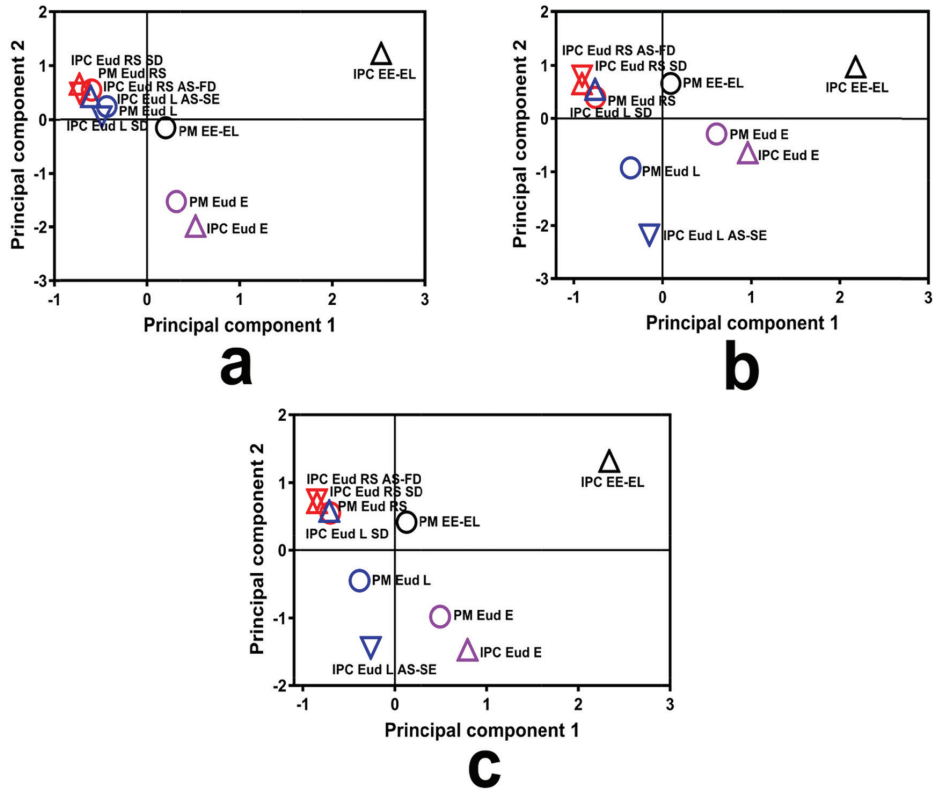 2
1
0
-1
-2
-3
Principal component 2
IPC Eud RS SD
PM Eud RS
IPC Eud RS AS-FD
IPC Eud L AS-SE
PM Eud L
IPC Eud L SD
PM EE-EL
IPC EE-EL
PM Eud E
IPC Eud E
-1 0 1 2 3
Principal component 1
a
2
1
0
-1
-2
-3
Principal component 2
IPC Eud RS AS-FD
IPC Eud RS SD
PM Eud RS
IPC Eud L SD
PM EE-EL
IPC EE-EL
PM Eud E
IPC Eud E
PM Eud L
IPC Eud L AS-SE
-1 0 1 2 3
Principal component 1
b
2
1
0
-1
-2
Principal component 2
IPC Eud RS AS-FD
IPC Eud RS SD
PM Eud RS
IPC Eud L SD
PM EE-EL
IPC EE-EL
PM Eud L
PM Eud E
IPC Eud E
IPC Eud L AS-SE
-1 0 1 2 3
Principal component 1
c